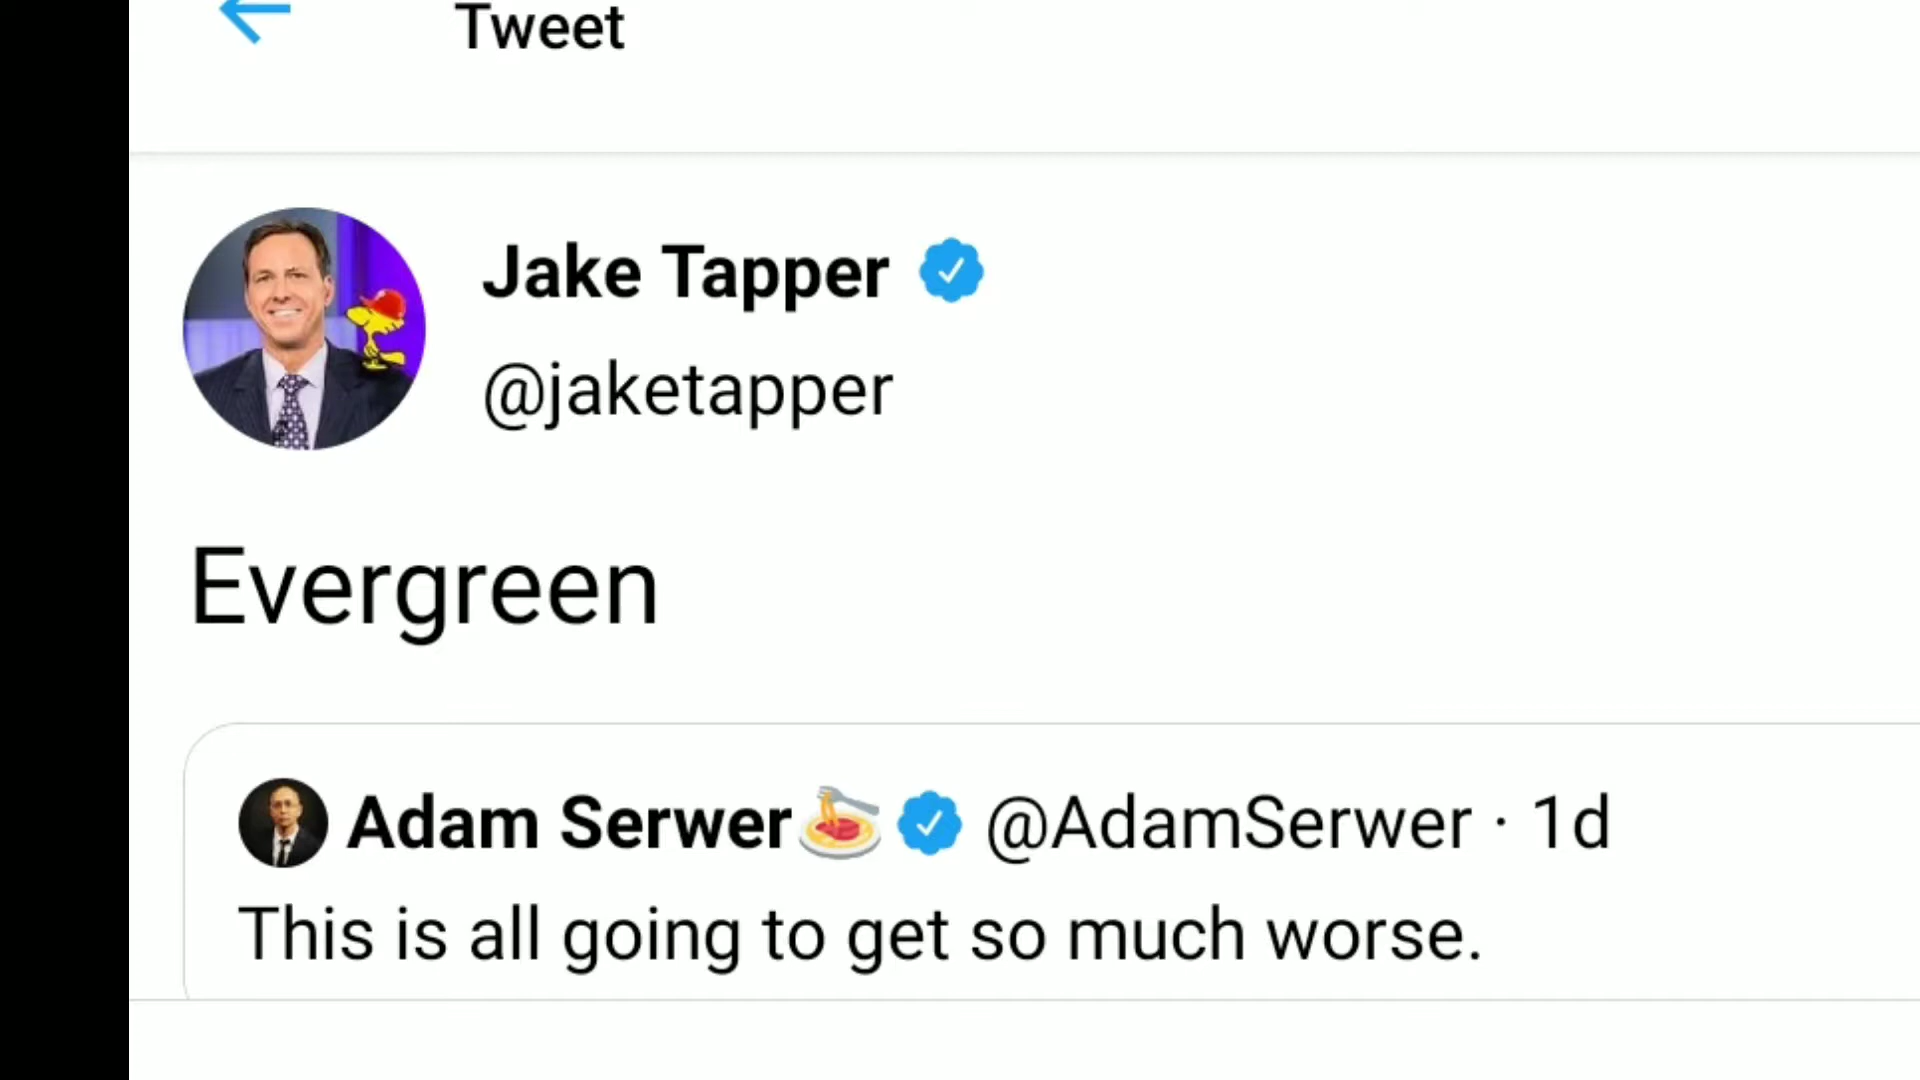 Tweet
Jake Tapper
@jaketapper
Evergreen
Adam Serwer🍝 @AdamSerwer · 1d
This is all going to get so much worse.